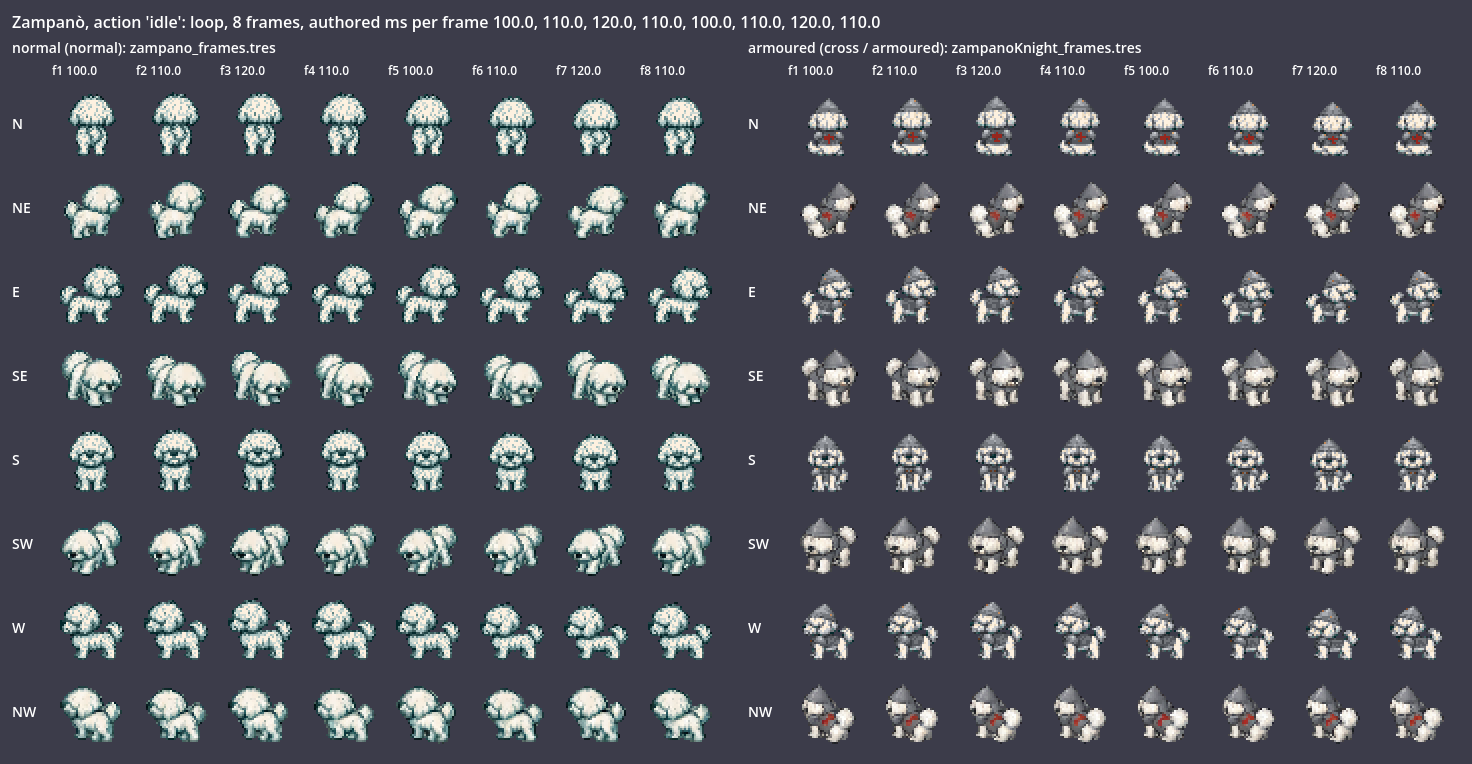 Zampanò, action 'idle': loop, 8 frames, authored ms per frame 100.0, 110.0, 120.0, 110.0, 100.0, 110.0, 120.0, 110.0
normal (normal): zampano_frames.tres armoured (cross / armoured): zampanoKnight_frames.tres
f1 100.0 f2 110.0 f3 120.0 f4 110.0 f5 100.0 f6 110.0 f7 120.0 f8 110.0 f1 100.0 f2 110.0 f3 120.0 f4 110.0 f5 100.0 f6 110.0 f7 120.0 f8 110.0
N N
NE NE
E E
SE SE
S S
SW SW
W W
NW NW